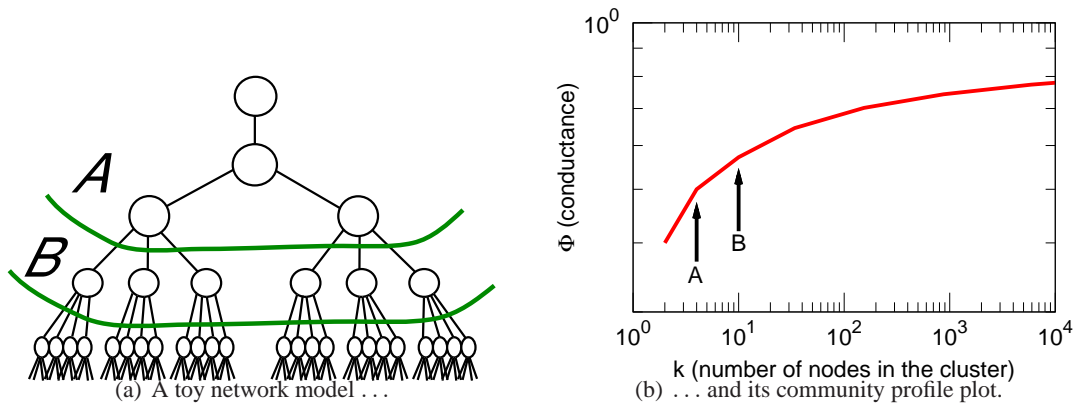 A
B
(a) A toy network model . . .
10^0
Φ (conductance)
A
B
10^0 10^1 10^2 10^3 10^4
k (number of nodes in the cluster)
(b) . . . and its community profile plot.